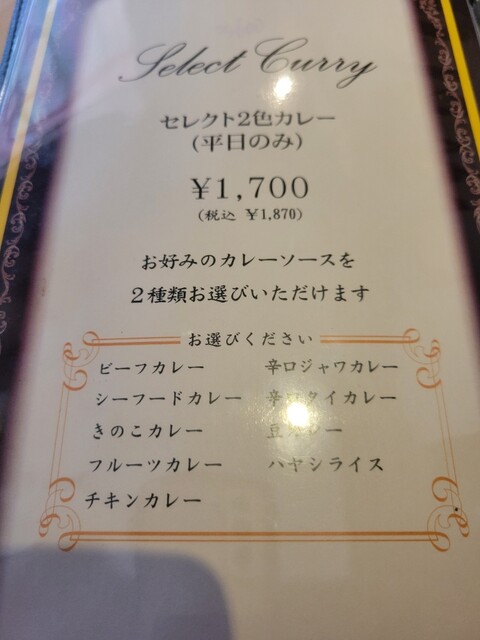 Select Curry
セレクト2色カレー
(平日のみ)
¥1,700
(税込 ¥1,870)
お好みのカレーソースを
2種類お選びいただけます
お選びください
ビーフカレー 辛口ジャワカレー
シーフードカレー 辛口タイカレー
きのこカレー 豆カレー
フルーツカレー ハヤシライス
チキンカレー